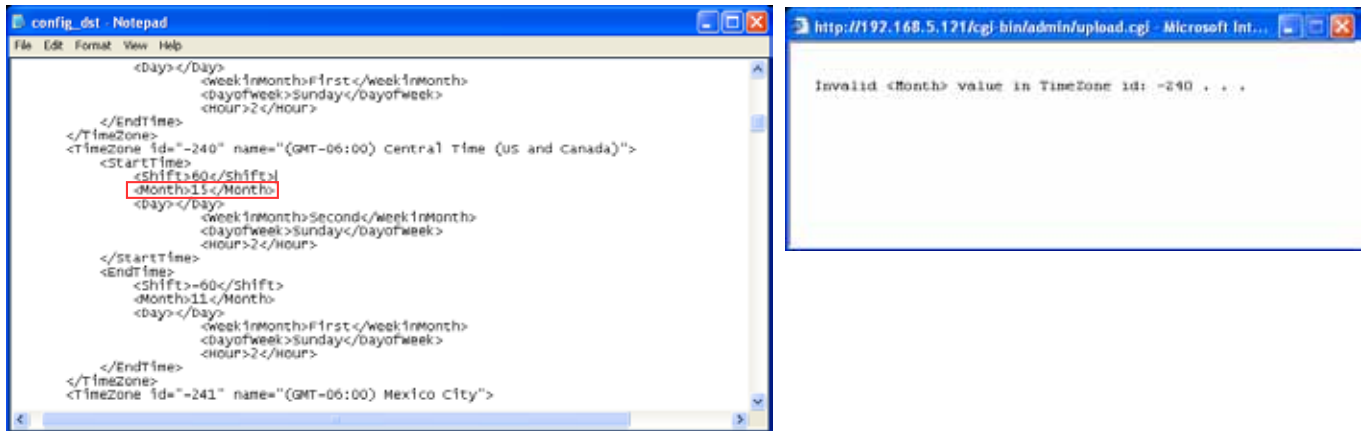 config_dst - Notepad
File Edit Format View Help
<Day></Day>
<WeekinMonth>First</WeekinMonth>
<DayofWeek>Sunday</DayofWeek>
<Hour>2</Hour>
</EndTime>
</TimeZone>
<TimeZone id="-240" name="(GMT-06:00) Central Time (US and Canada)">
<StartTime>
<Shift>60</Shift>
<Month>15</Month>
<Day></Day>
<WeekinMonth>Second</WeekinMonth>
<DayofWeek>Sunday</DayofWeek>
<Hour>2</Hour>
</StartTime>
<EndTime>
<Shift>-60</Shift>
<Month>11</Month>
<Day></Day>
<WeekinMonth>First</WeekinMonth>
<DayofWeek>Sunday</DayofWeek>
<Hour>2</Hour>
</EndTime>
</TimeZone>
<TimeZone id="-241" name="(GMT-06:00) Mexico City">
http://192.168.5.121/cgi-bin/admin/upload.cgi - Microsoft Int...
Invalid <Month> value in TimeZone id: -240 . . .